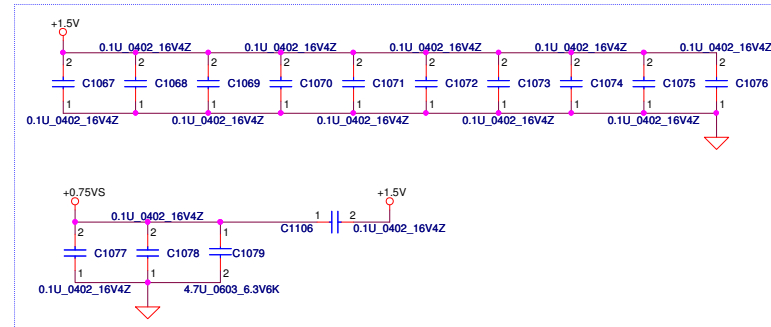 +1.5V
0.1U_0402_16V4Z 0.1U_0402_16V4Z 0.1U_0402_16V4Z 0.1U_0402_16V4Z 0.1U_0402_16V4Z
2 2 2 2 2 2 2 2 2 2
C1067 C1068 C1069 C1070 C1071 C1072 C1073 C1074 C1075 C1076
1 1 1 1 1 1 1 1 1 1
0.1U_0402_16V4Z 0.1U_0402_16V4Z 0.1U_0402_16V4Z 0.1U_0402_16V4Z 0.1U_0402_16V4Z
+0.75VS +1.5V
0.1U_0402_16V4Z 1 2
C1106 0.1U_0402_16V4Z
2 2 1
C1077 C1078 C1079
1 1 2
0.1U_0402_16V4Z 4.7U_0603_6.3V6K